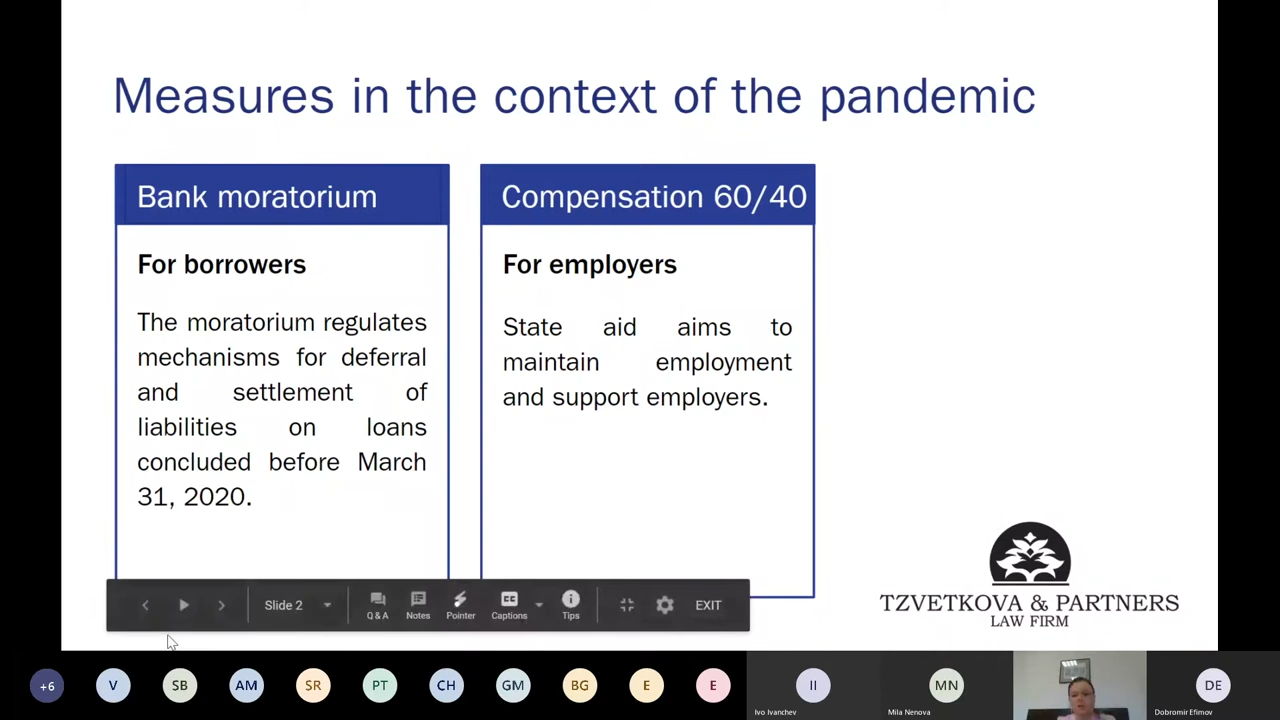 Measures in the context of the pandemic
Bank moratorium
For borrowers
The moratorium regulates
mechanisms for deferral
and settlement of
liabilities on loans
concluded before March
31, 2020.
Compensation 60/40
For employers
State aid aims to
maintain employment
and support employers.
TZVETKOVA & PARTNERS
LAW FIRM
Slide 2
Q & A
Notes
Pointer
CC
Captions
Tips
EXIT
+6
V
SB
AM
SR
PT
CH
GM
BG
E
E
II
Ivo Ivanchev
MN
Mila Nenova
DE
Dobromir Efimov